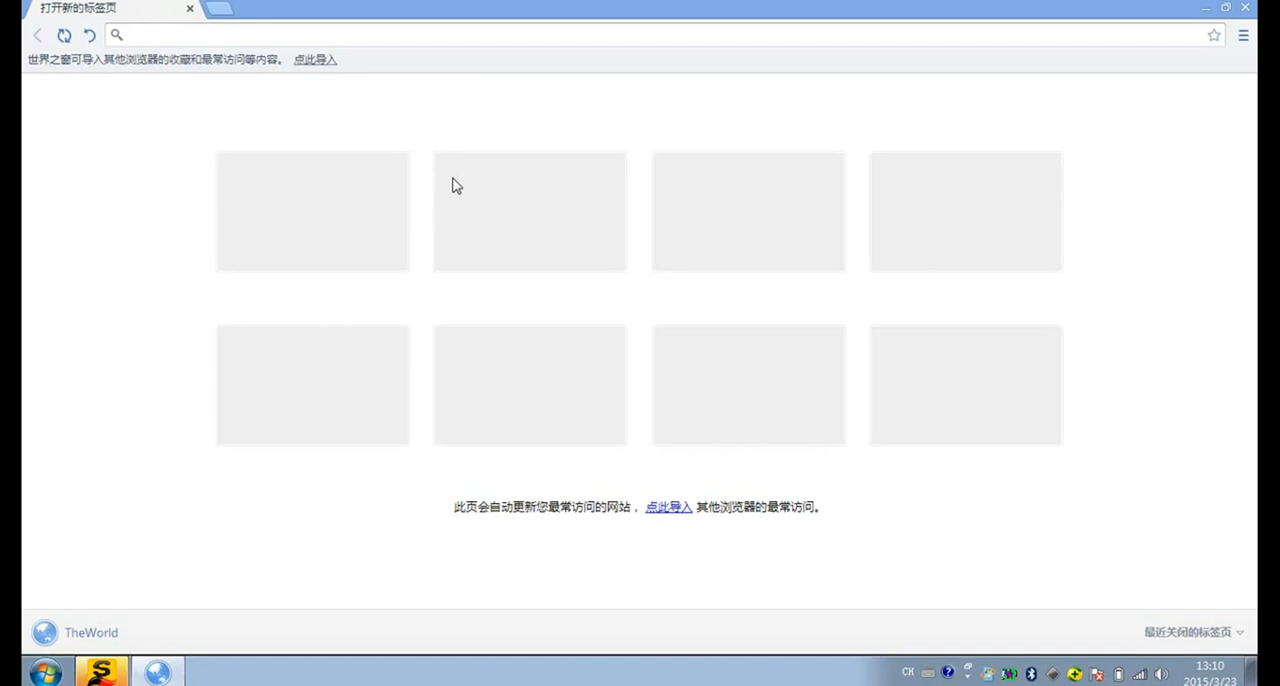 打开新的标签页
世界之窗可导入其他浏览器的收藏和最常访问等内容。 点此导入
此页会自动更新您最常访问的网站， 点此导入 其他浏览器的最常访问。
TheWorld
最近关闭的标签页
CH
13:10
2015/3/23